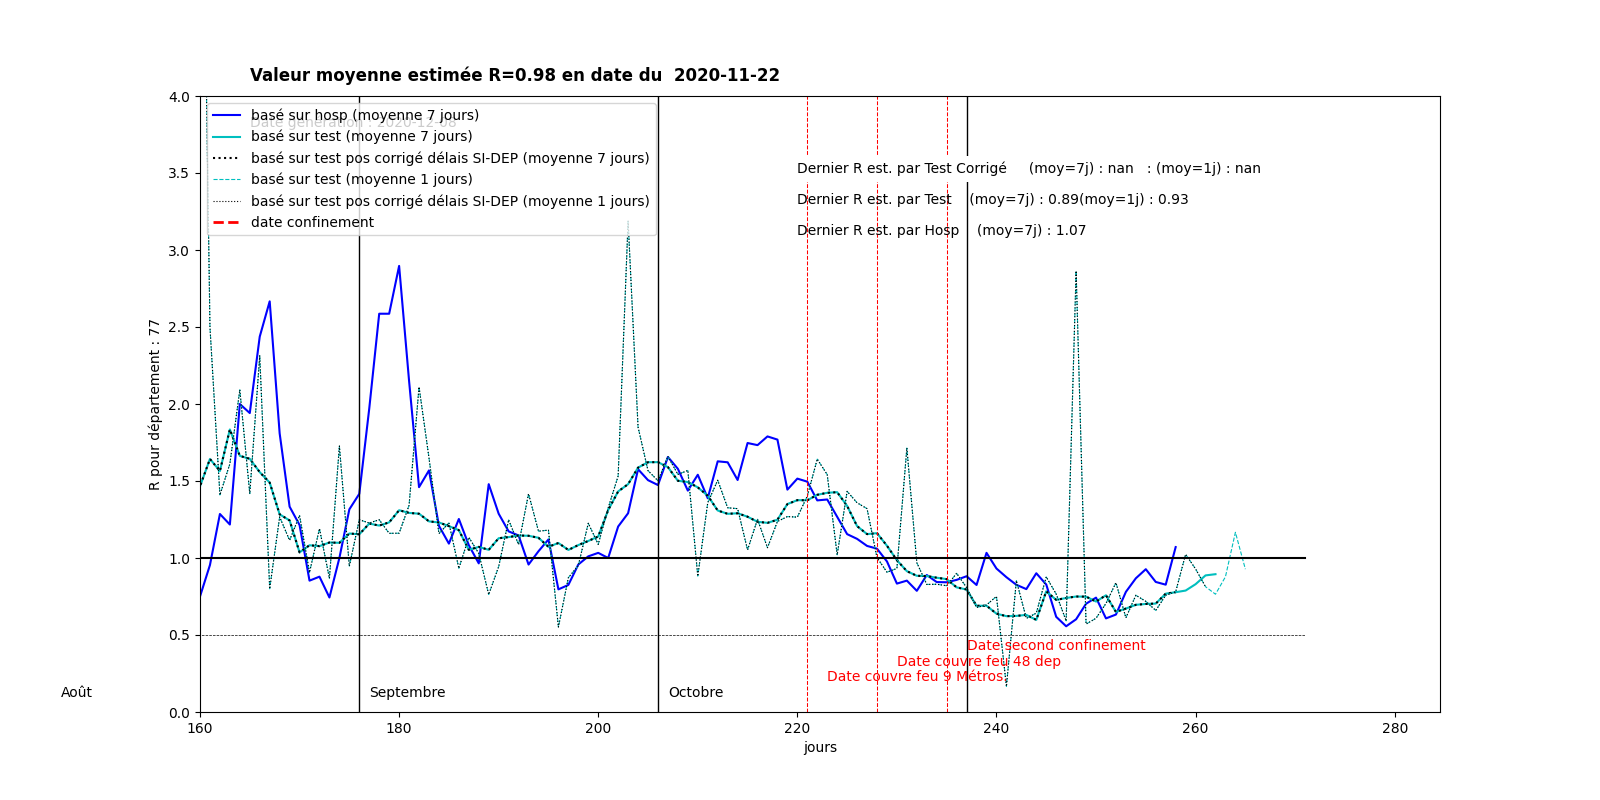 Valeur moyenne estimée R=0.98 en date du  2020-11-22
4.0
3.5
3.0
2.5
2.0
1.5
1.0
0.5
0.0
R pour département : 77
basé sur hosp (moyenne 7 jours)
Date génération : 2020-12-08
basé sur test (moyenne 7 jours)
basé sur test pos corrigé délais SI-DEP (moyenne 7 jours)
basé sur test (moyenne 1 jours)
basé sur test pos corrigé délais SI-DEP (moyenne 1 jours)
date confinement
Dernier R est. par Test Corrigé     (moy=7j) : nan   : (moy=1j) : nan
Dernier R est. par Test    (moy=7j) : 0.89(moy=1j) : 0.93
Dernier R est. par Hosp    (moy=7j) : 1.07
Date second confinement
Date couvre feu 48 dep
Date couvre feu 9 Métros
Août
Septembre
Octobre
160
180
200
220
240
260
280
jours